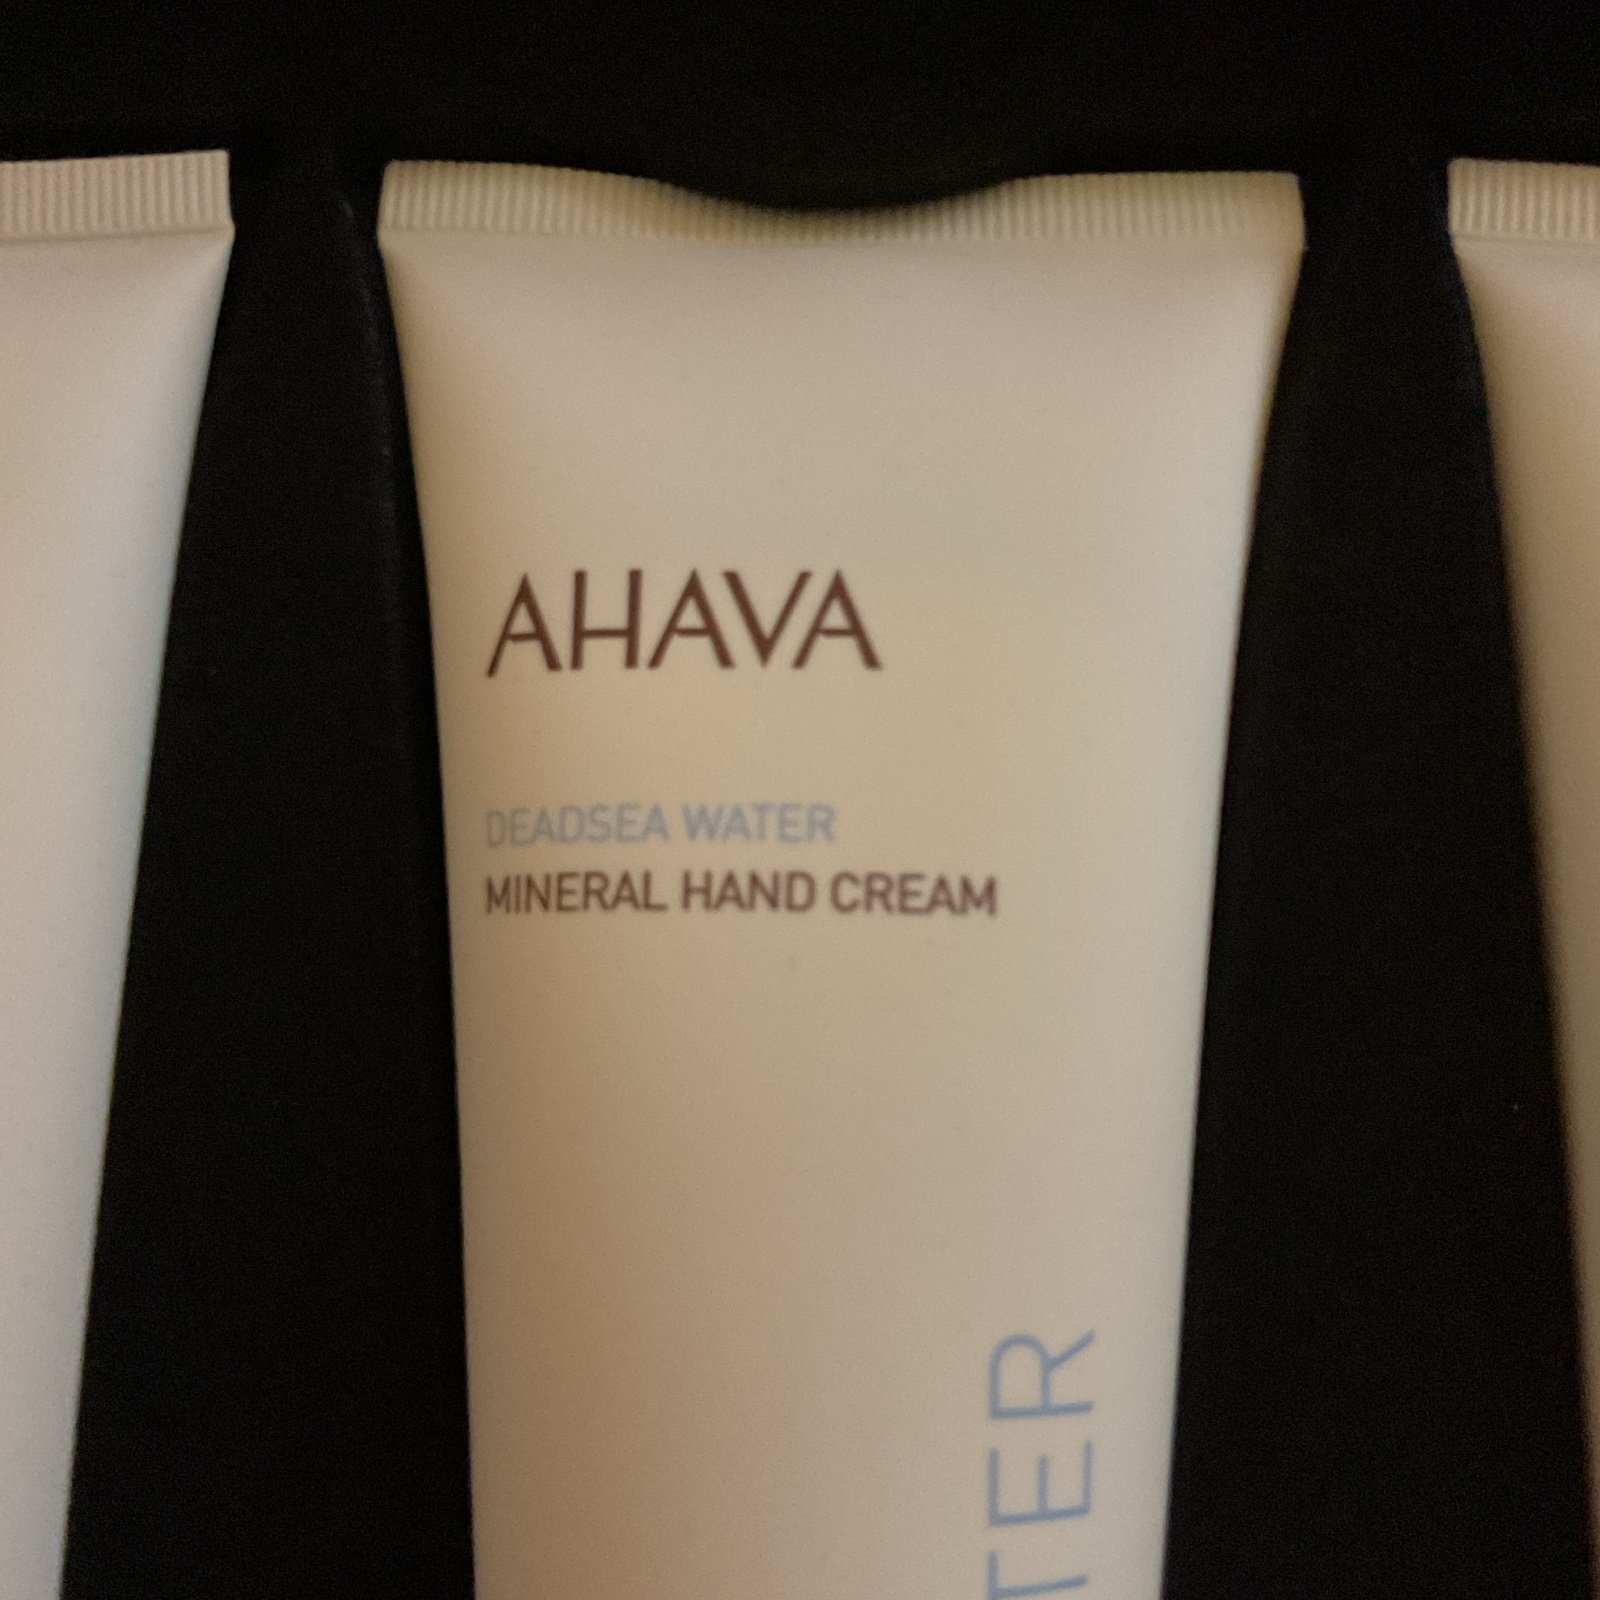 AHAVA
DEADSEA WATER
MINERAL HAND CREAM
TER